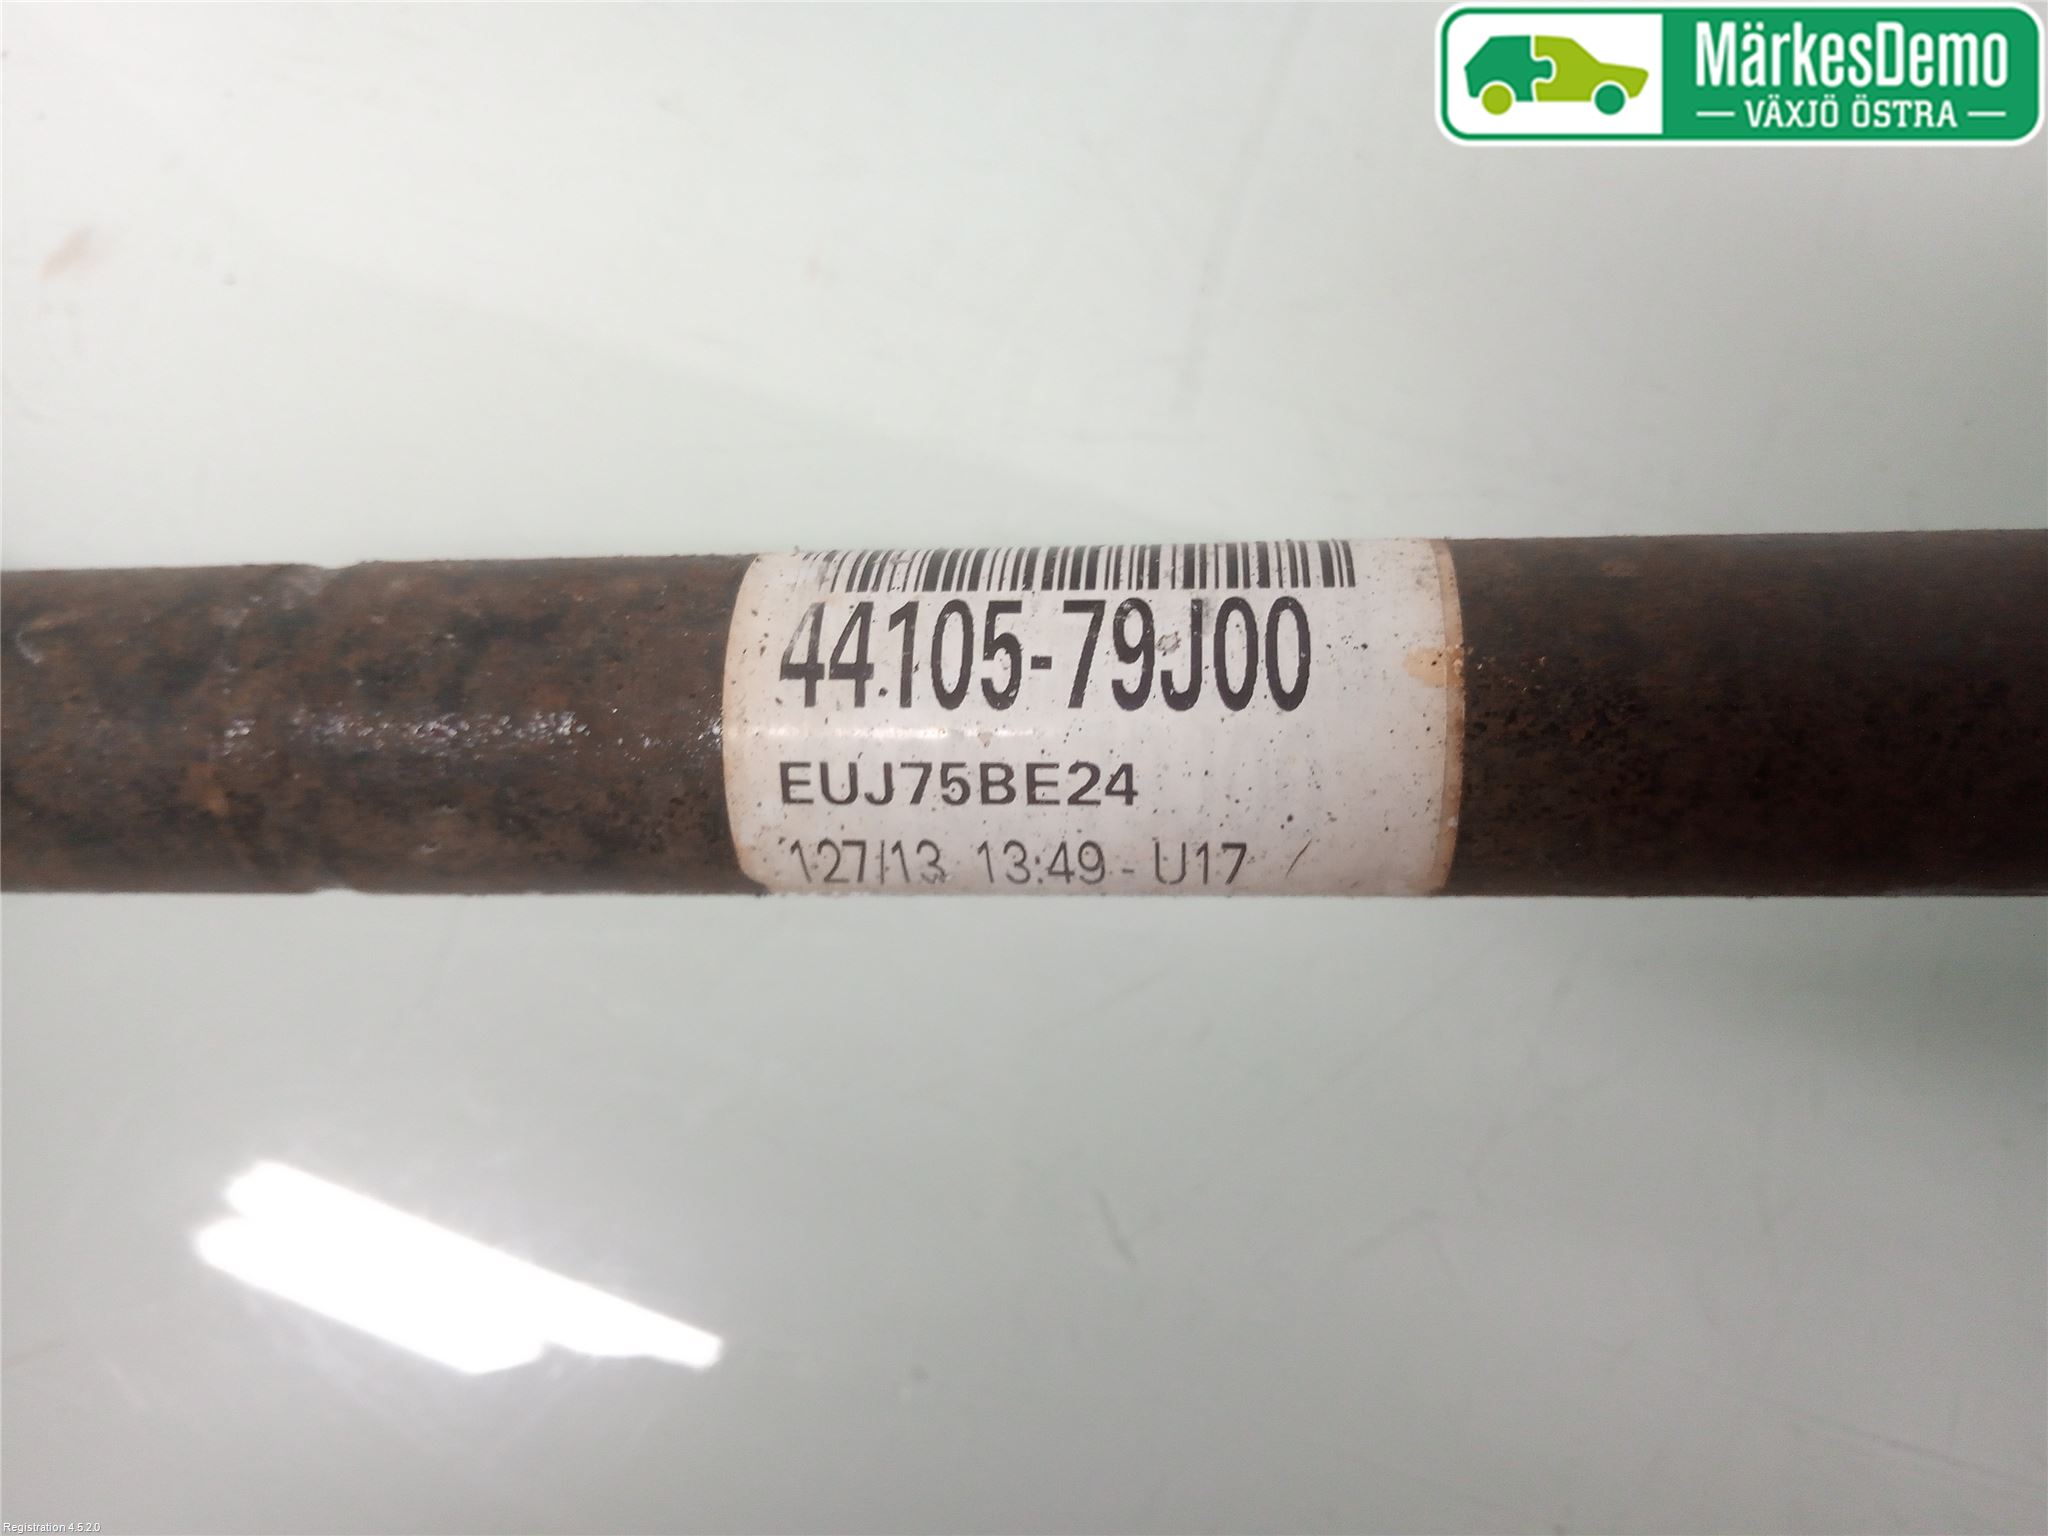 MärkesDemo
— VÄXJÖ ÖSTRA —
44105-79J00
EUJ75BE24
127/13 13:49 - U17
Registration 4.5.2.0